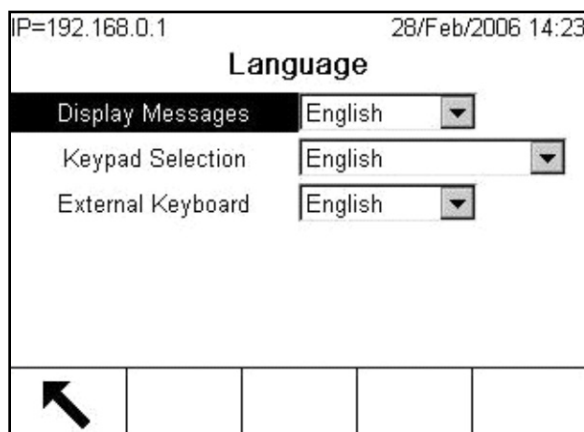 IP=192.168.0.1 28/Feb/2006 14:23
Language
Display Messages English
Keypad Selection English
External Keyboard English